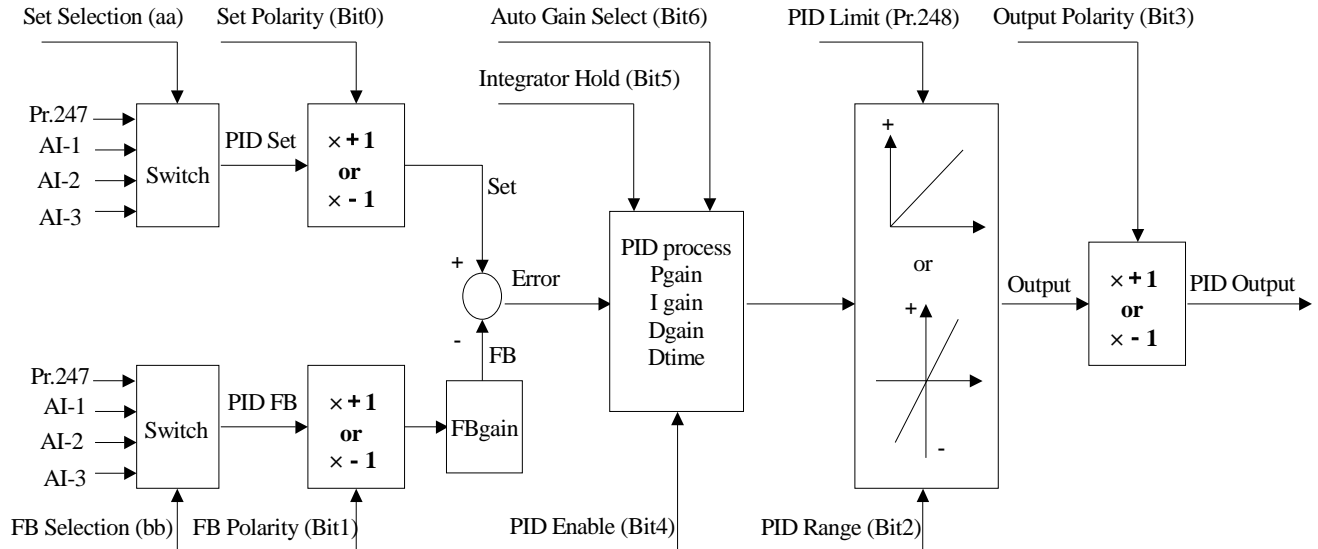 Set Selection (aa)
Set Polarity (Bit0)
Auto Gain Select (Bit6)
PID Limit (Pr.248)
Output Polarity (Bit3)
Integrator Hold (Bit5)
Pr.247
AI-1
AI-2
AI-3
Switch
PID Set
× + 1
or
× - 1
Set
+
-
Error
PID process
Pgain
I gain
Dgain
Dtime
+
or
+
-
Output
× + 1
or
× - 1
PID Output
Pr.247
AI-1
AI-2
AI-3
Switch
PID FB
× + 1
or
× - 1
FBgain
FB
FB Selection (bb)
FB Polarity (Bit1)
PID Enable (Bit4)
PID Range (Bit2)